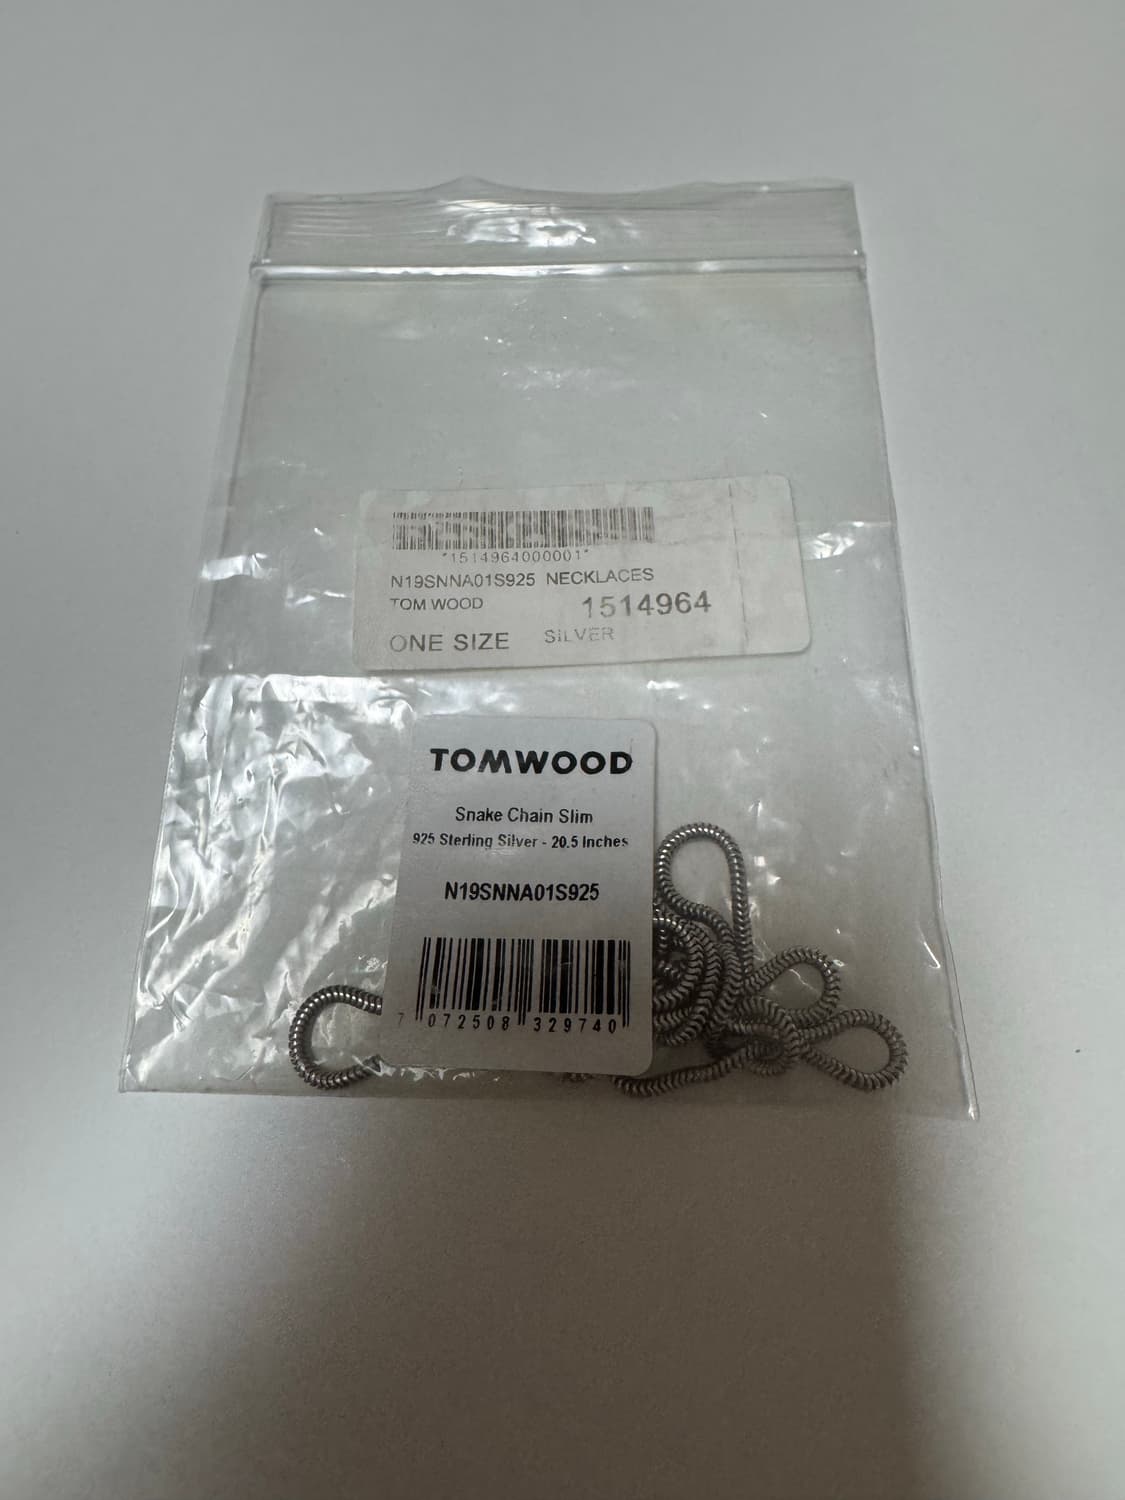 *1514964000001*
N19SNNA01S925 NECKLACES
TOM WOOD 1514964
ONE SIZE SILVER
TOMWOOD
Snake Chain Slim
925 Sterling Silver - 20.5 Inches
N19SNNA01S925
7 072508 329740